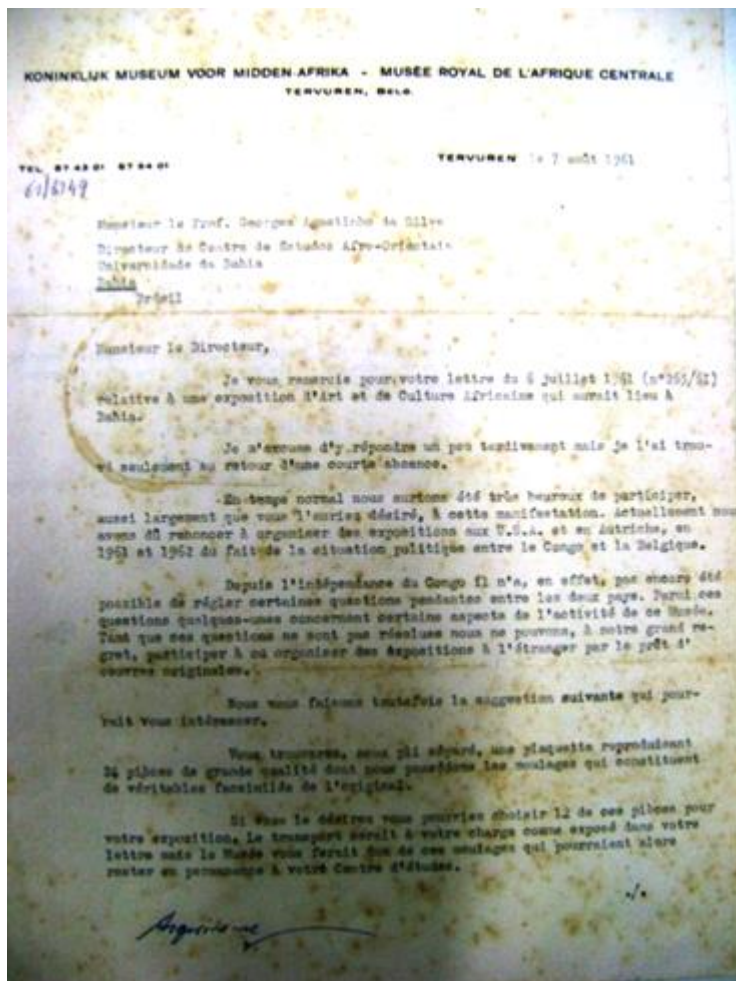 KONINKLIJK MUSEUM VOOR MIDDEN-AFRIKA - MUSÉE ROYAL DE L'AFRIQUE CENTRALE
TERVUREN, BELG.
TERVUREN le 7 août 1961
TEL. 57 43 01 57 54 01
61/6749
Monsieur le Prof. Georges Agostinho da Silva
Directeur do Centro de Estudos Afro-Orientais
Universidade da Bahia
Bahia
Brésil
Monsieur le Directeur,
Je vous remercie pour votre lettre du 6 juillet 1961 (n°265/61)
relative à une exposition d'Art et de Culture Africaine qui aurait lieu à
Bahia.
Je m'excuse d'y répondre un peu tardivement mais je l'ai trou-
vé seulement au retour d'une courte absence.
En temps normal nous aurions été très heureux de participer,
aussi largement que vous l'auriez désiré, à cette manifestation. Actuellement nous
avons dû renoncer à organiser des expositions aux U.S.A. et en Autriche, en
1961 et 1962 du fait de la situation politique entre le Congo et la Belgique.
Depuis l'indépendance du Congo il n'a, en effet, pas encore été
possible de régler certaines questions pendantes entre les deux pays. Parmi ces
questions quelques-unes concernent certains aspects de l'activité de ce Musée.
Tant que ces questions ne sont pas résolues nous ne pouvons, à notre grand re-
gret, participer à ou organiser des expositions à l'étranger par le prêt d'
oeuvres originales.
Nous vous faisons toutefois la suggestion suivante qui pour-
rait vous intéresser.
Vous trouverez, sous pli séparé, une plaquette reproduisant
24 pièces de grande qualité dont nous possédons les moulages qui constituent
de véritables facsimilés de l'original.
Si vous le désirez vous pourriez choisir 12 de ces pièces pour
votre exposition. Le transport serait à votre charge comme exposé dans votre
lettre mais le Musée vous ferait don de ces moulages qui pourraient alors
rester en permanence à votre Centre d'études.
./.